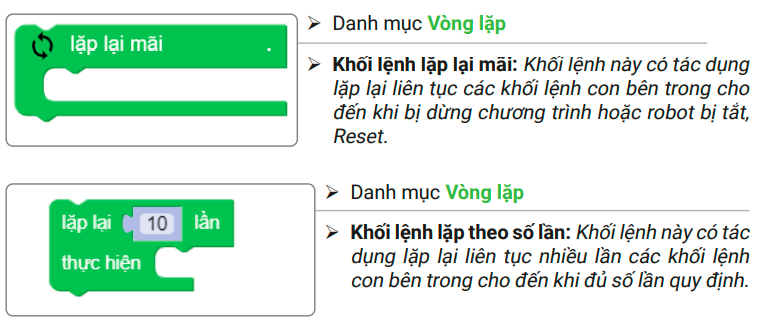 lặp lại mãi .
➢ Danh mục Vòng lặp
➢ Khối lệnh lặp lại mãi: Khối lệnh này có tác dụng
lặp lại liên tục các khối lệnh con bên trong cho
đến khi bị dừng chương trình hoặc robot bị tắt,
Reset.
lặp lại 10 lần
thực hiện
➢ Danh mục Vòng lặp
➢ Khối lệnh lặp theo số lần: Khối lệnh này có tác
dụng lặp lại liên tục nhiều lần các khối lệnh
con bên trong cho đến khi đủ số lần quy định.